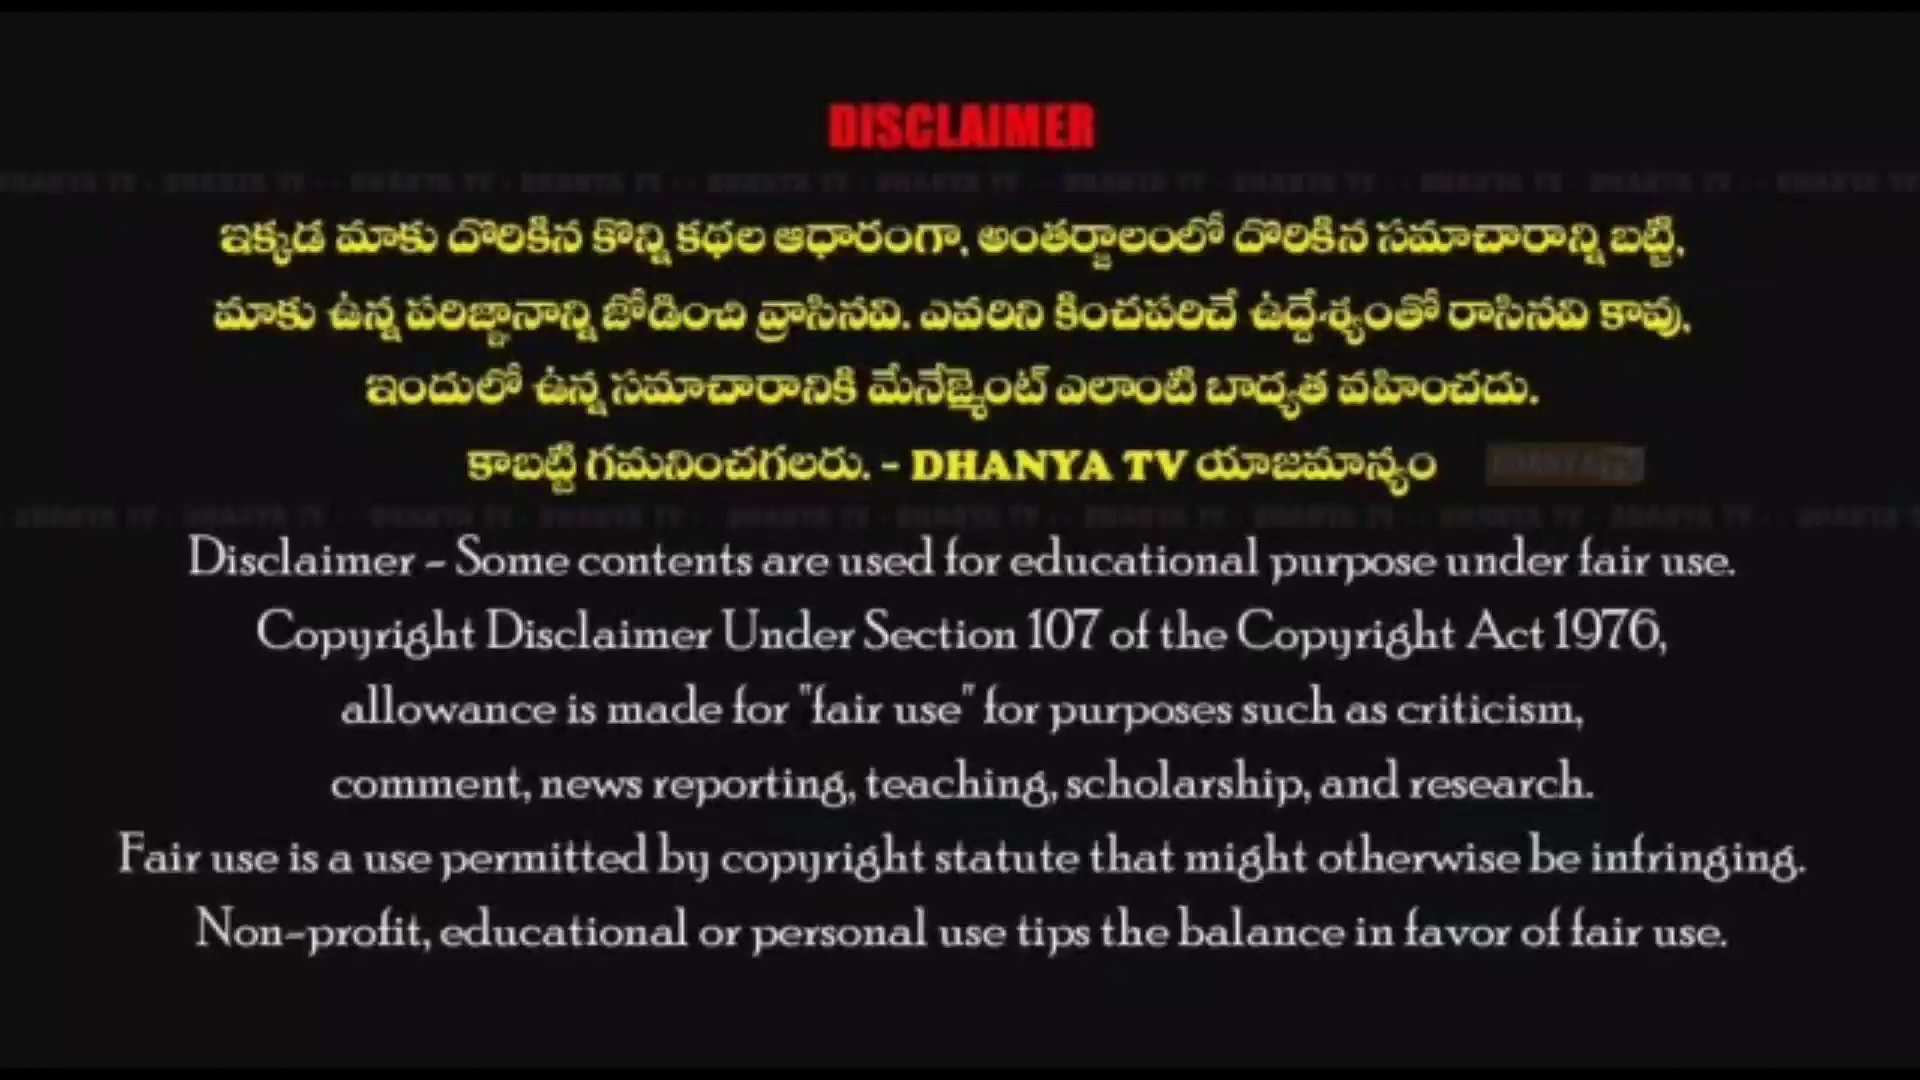 DISCLAIMER
ఇక్కడ మాకు దొరికిన కొన్ని కథల ఆధారంగా, అంతర్జాలంలో దొరికిన సమాచారాన్ని బట్టి,
మాకు ఉన్న పరిజ్ఞానాన్ని జోడించి వ్రాసినవి. ఎవరిని కించపరిచే ఉద్దేశ్యంతో రాసినవి కావు,
ఇందులో ఉన్న సమాచారానికి మేనేజ్మెంట్ ఎలాంటి బాద్యత వహించదు.
కాబట్టి గమనించగలరు. - DHANYA TV యాజమాన్యం
Disclaimer - Some contents are used for educational purpose under fair use.
Copyright Disclaimer Under Section 107 of the Copyright Act 1976,
allowance is made for "fair use" for purposes such as criticism,
comment, news reporting, teaching, scholarship, and research.
Fair use is a use permitted by copyright statute that might otherwise be infringing.
Non-profit, educational or personal use tips the balance in favor of fair use.